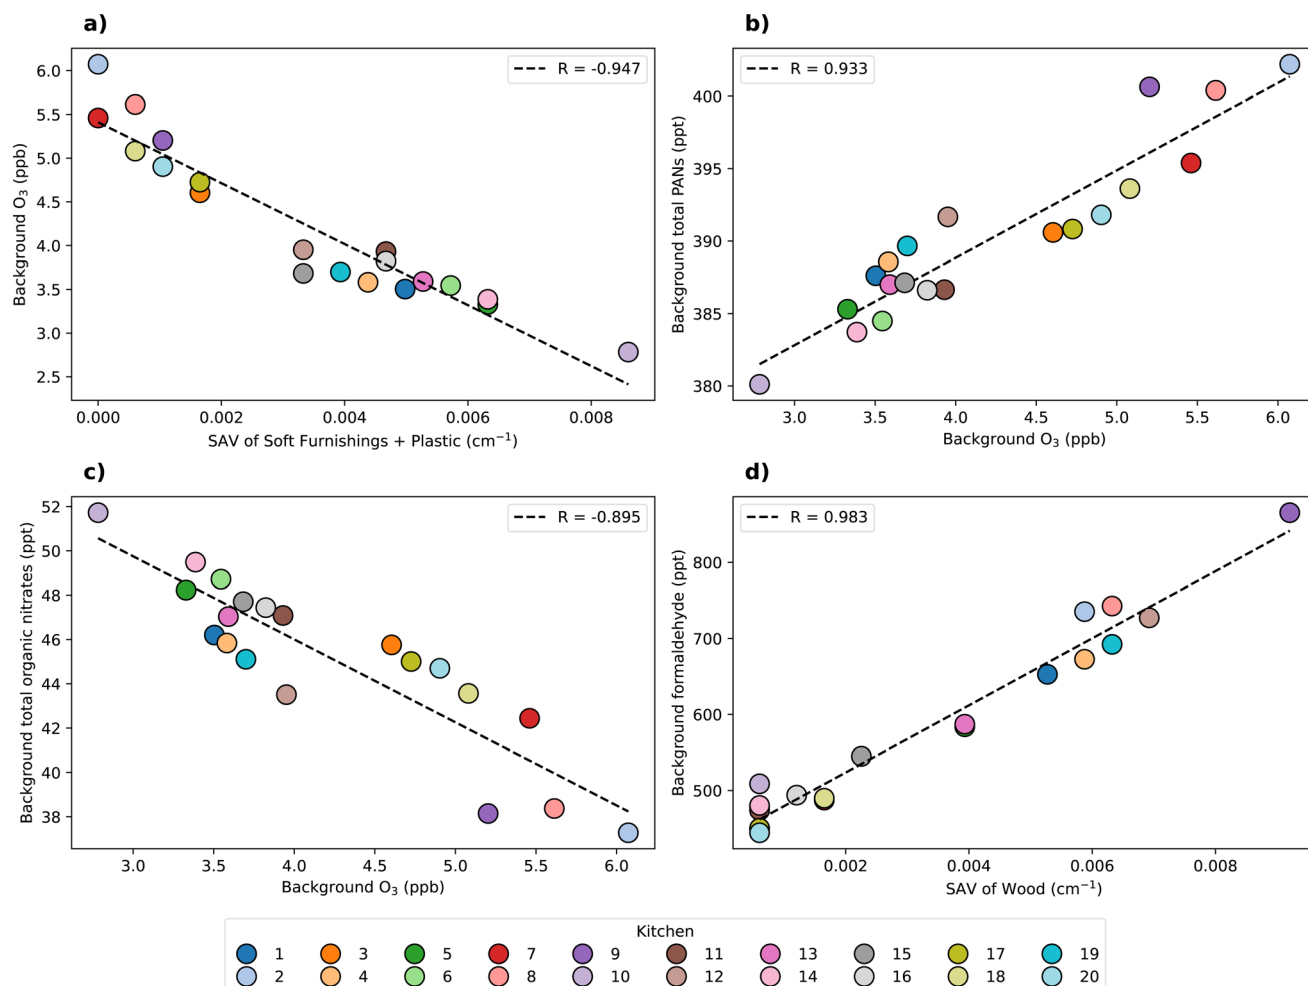 a)
R = -0.947
Background O₃ (ppb)
6.0
5.5
5.0
4.5
4.0
3.5
3.0
2.5
0.000 0.002 0.004 0.006 0.008
SAV of Soft Furnishings + Plastic (cm⁻¹)
b)
R = 0.933
Background total PANs (ppt)
400
395
390
385
380
3.0 3.5 4.0 4.5 5.0 5.5 6.0
Background O₃ (ppb)
c)
R = -0.895
Background total organic nitrates (ppt)
52
50
48
46
44
42
40
38
3.0 3.5 4.0 4.5 5.0 5.5 6.0
Background O₃ (ppb)
d)
R = 0.983
Background formaldehyde (ppt)
800
700
600
500
0.002 0.004 0.006 0.008
SAV of Wood (cm⁻¹)
Kitchen
1 3 5 7 9 11 13 15 17 19
2 4 6 8 10 12 14 16 18 20